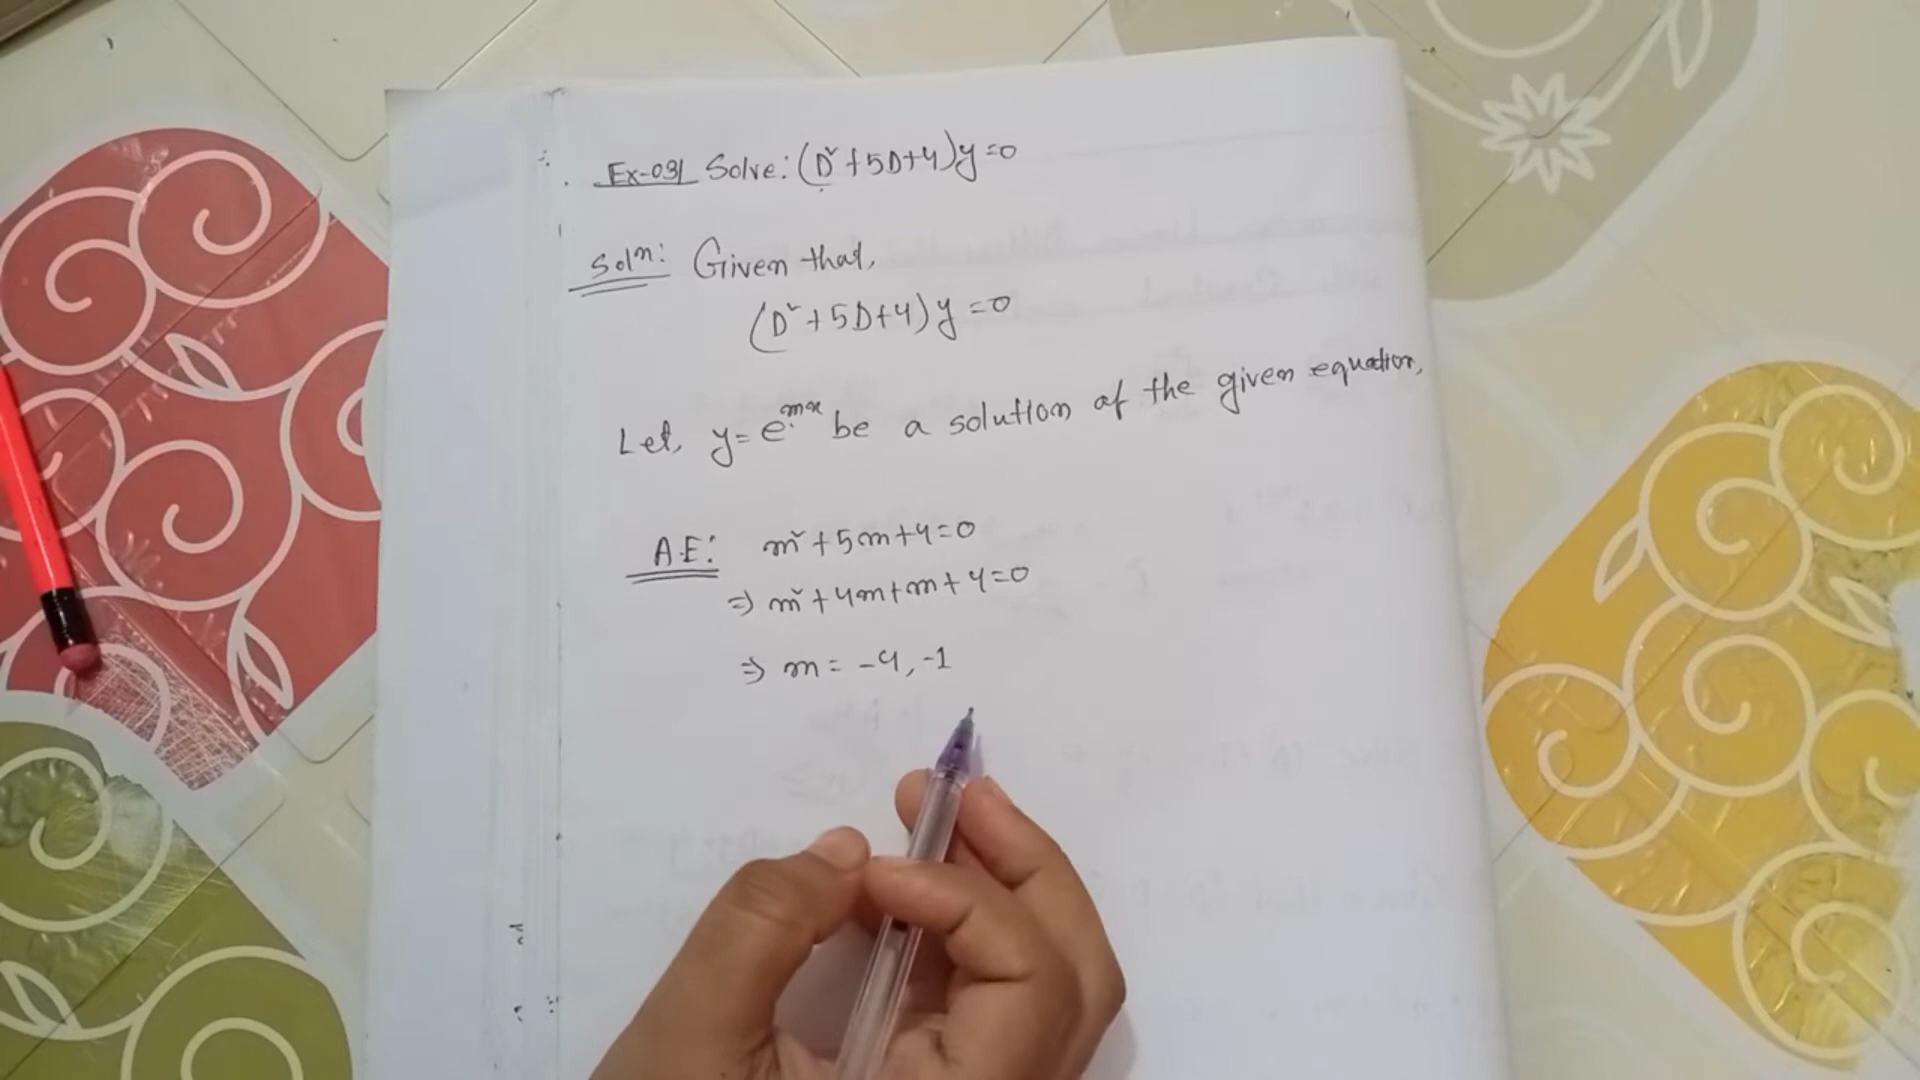 Ex-03/ Solve: (D² + 5D + 4)y = 0
Solⁿ: Given that,
(D² + 5D + 4) y = 0
Let, y = e^mx be a solution of the given equation,
A.E: m² + 5m + 4 = 0
⇒ m² + 4m + m + 4 = 0
⇒ m = -4, -1